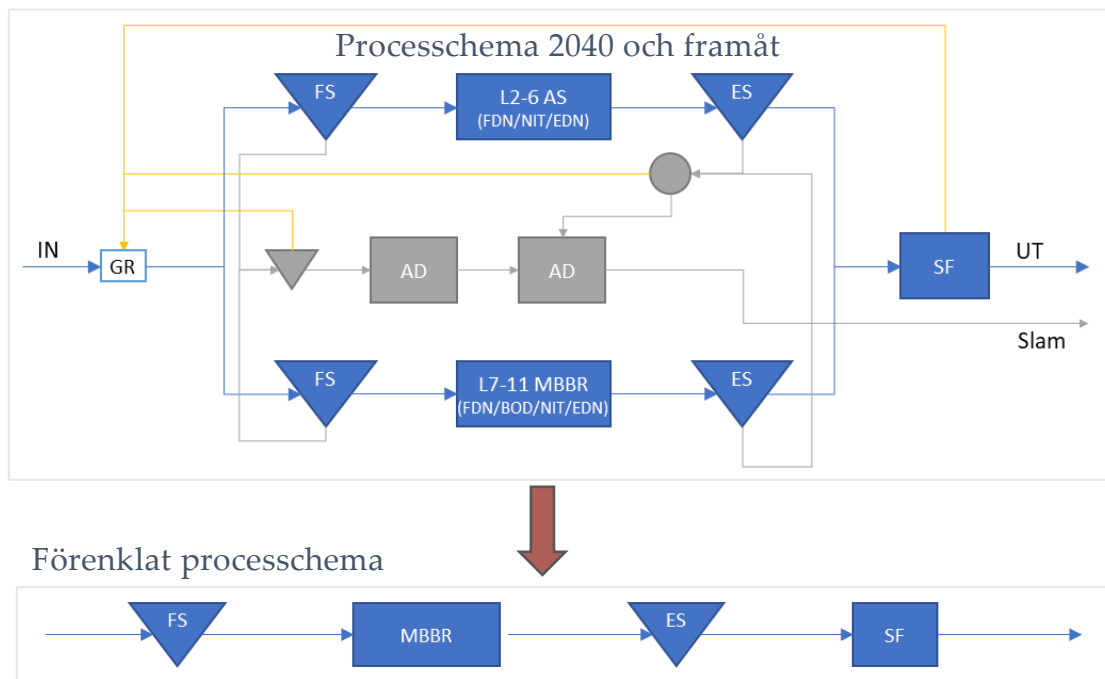 Processchema 2040 och framåt
FS
L2-6 AS
(FDN/NIT/EDN)
ES
IN
GR
AD
AD
SF
UT
Slam
FS
L7-11 MBBR
(FDN/BOD/NIT/EDN)
ES
Förenklat processchema
FS
MBBR
ES
SF